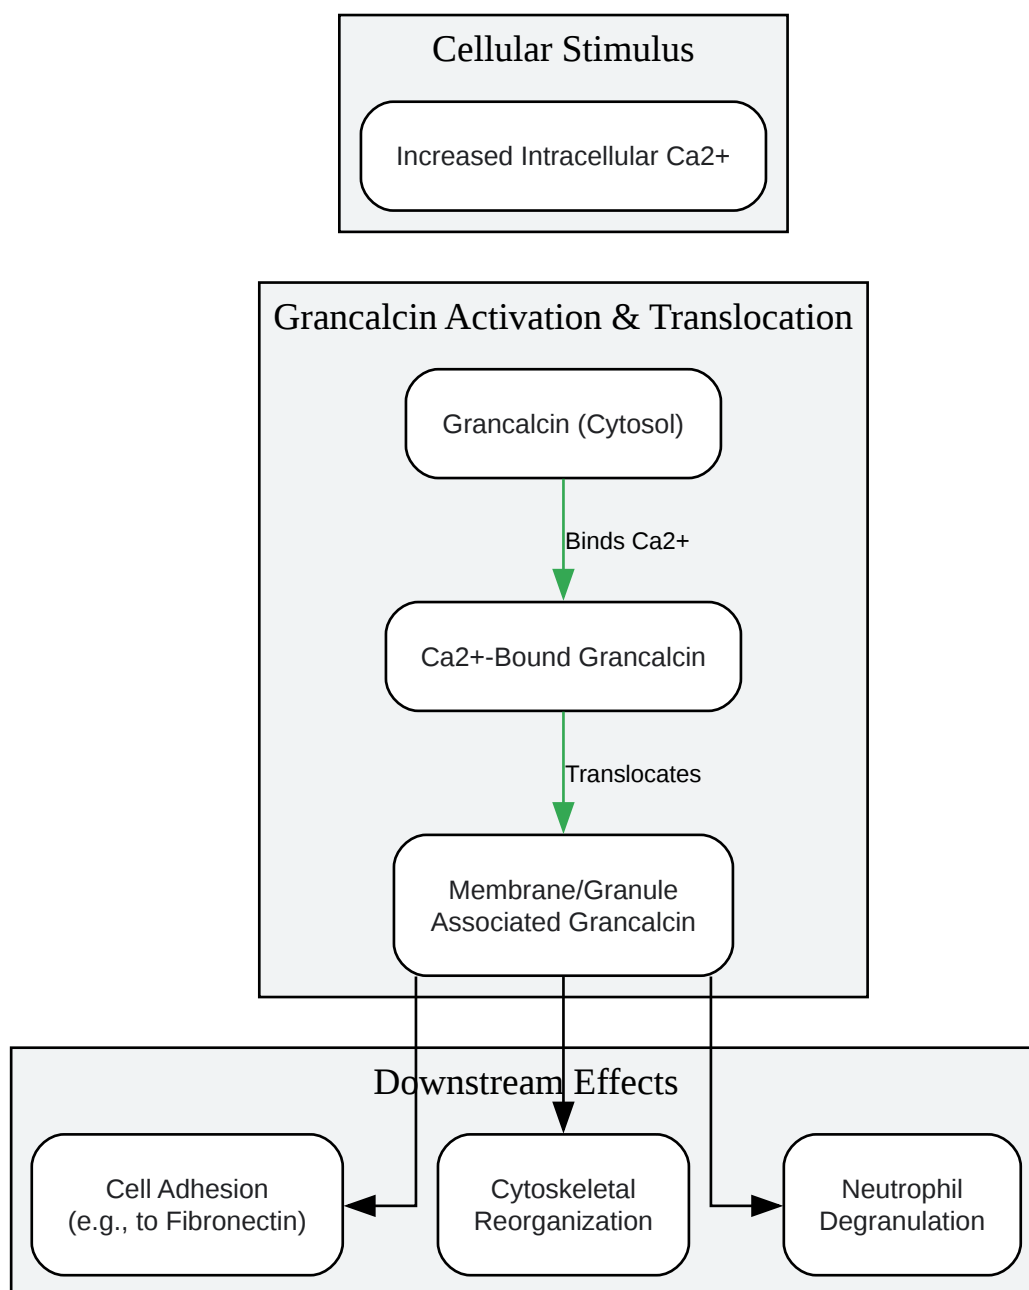 Cellular Stimulus
Increased Intracellular Ca2+
Grancalcin Activation & Translocation
Grancalcin (Cytosol)
Binds Ca2+
Ca2+-Bound Grancalcin
Translocates
Membrane/Granule
Associated Grancalcin
Downstream Effects
Cell Adhesion
(e.g., to Fibronectin)
Cytoskeletal
Reorganization
Neutrophil
Degranulation